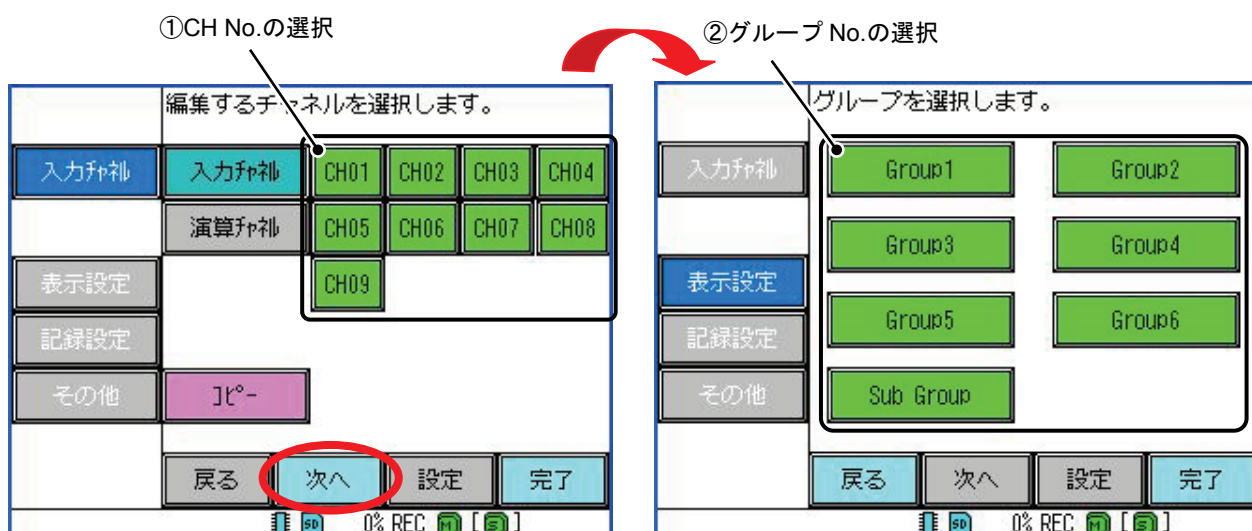 ①CH No.の選択
②グループ No.の選択
編集するチャネルを選択します。
入力ﾁｬﾈﾙ
入力ﾁｬﾈﾙ
CH01 CH02 CH03 CH04
演算ﾁｬﾈﾙ
CH05 CH06 CH07 CH08
表示設定
CH09
記録設定
その他
ｺﾋﾟｰ
戻る 次へ 設定 完了
SD 0% REC M [ S ]
グループを選択します。
入力ﾁｬﾈﾙ
Group1 Group2
Group3 Group4
表示設定
Group5 Group6
記録設定
その他
Sub Group
戻る 次へ 設定 完了
SD 0% REC M [ S ]